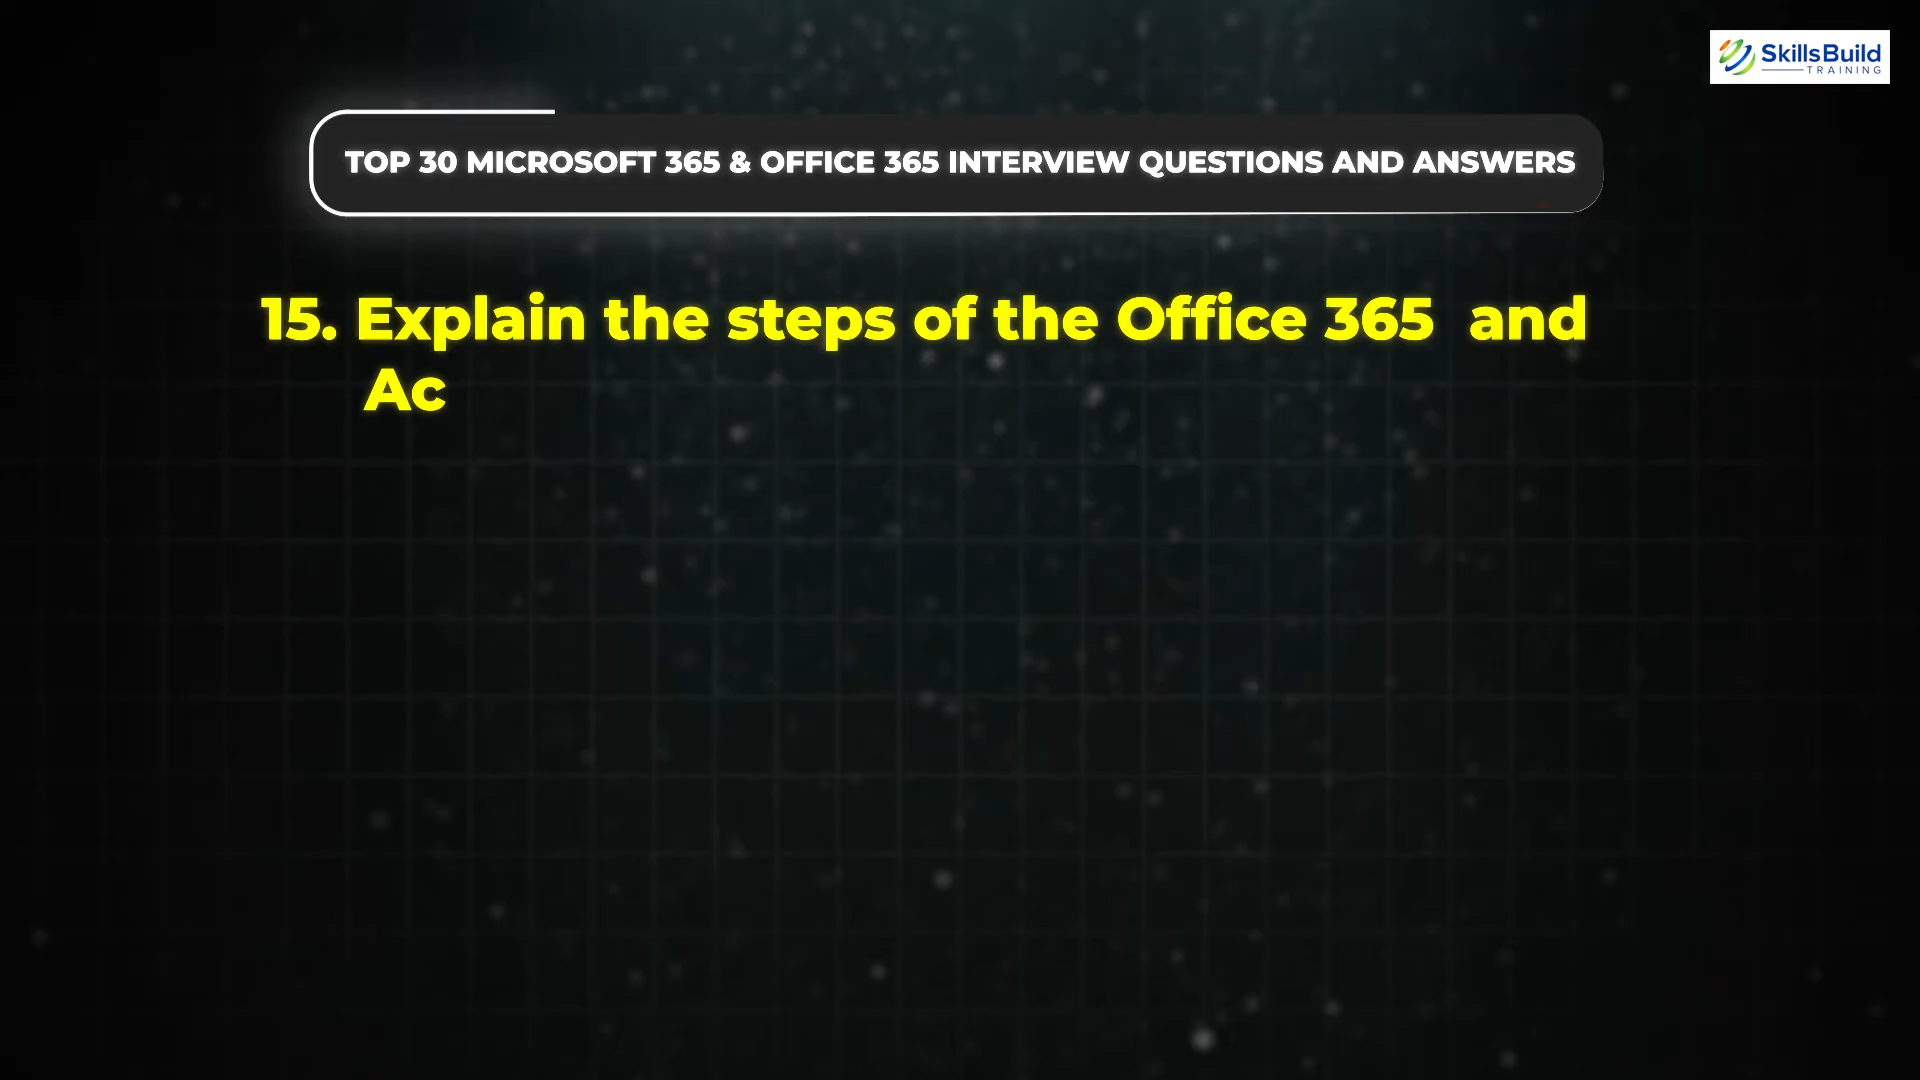 SkillsBuild
TRAINING
TOP 30 MICROSOFT 365 & OFFICE 365 INTERVIEW QUESTIONS AND ANSWERS
15. Explain the steps of the Office 365  and
Ac